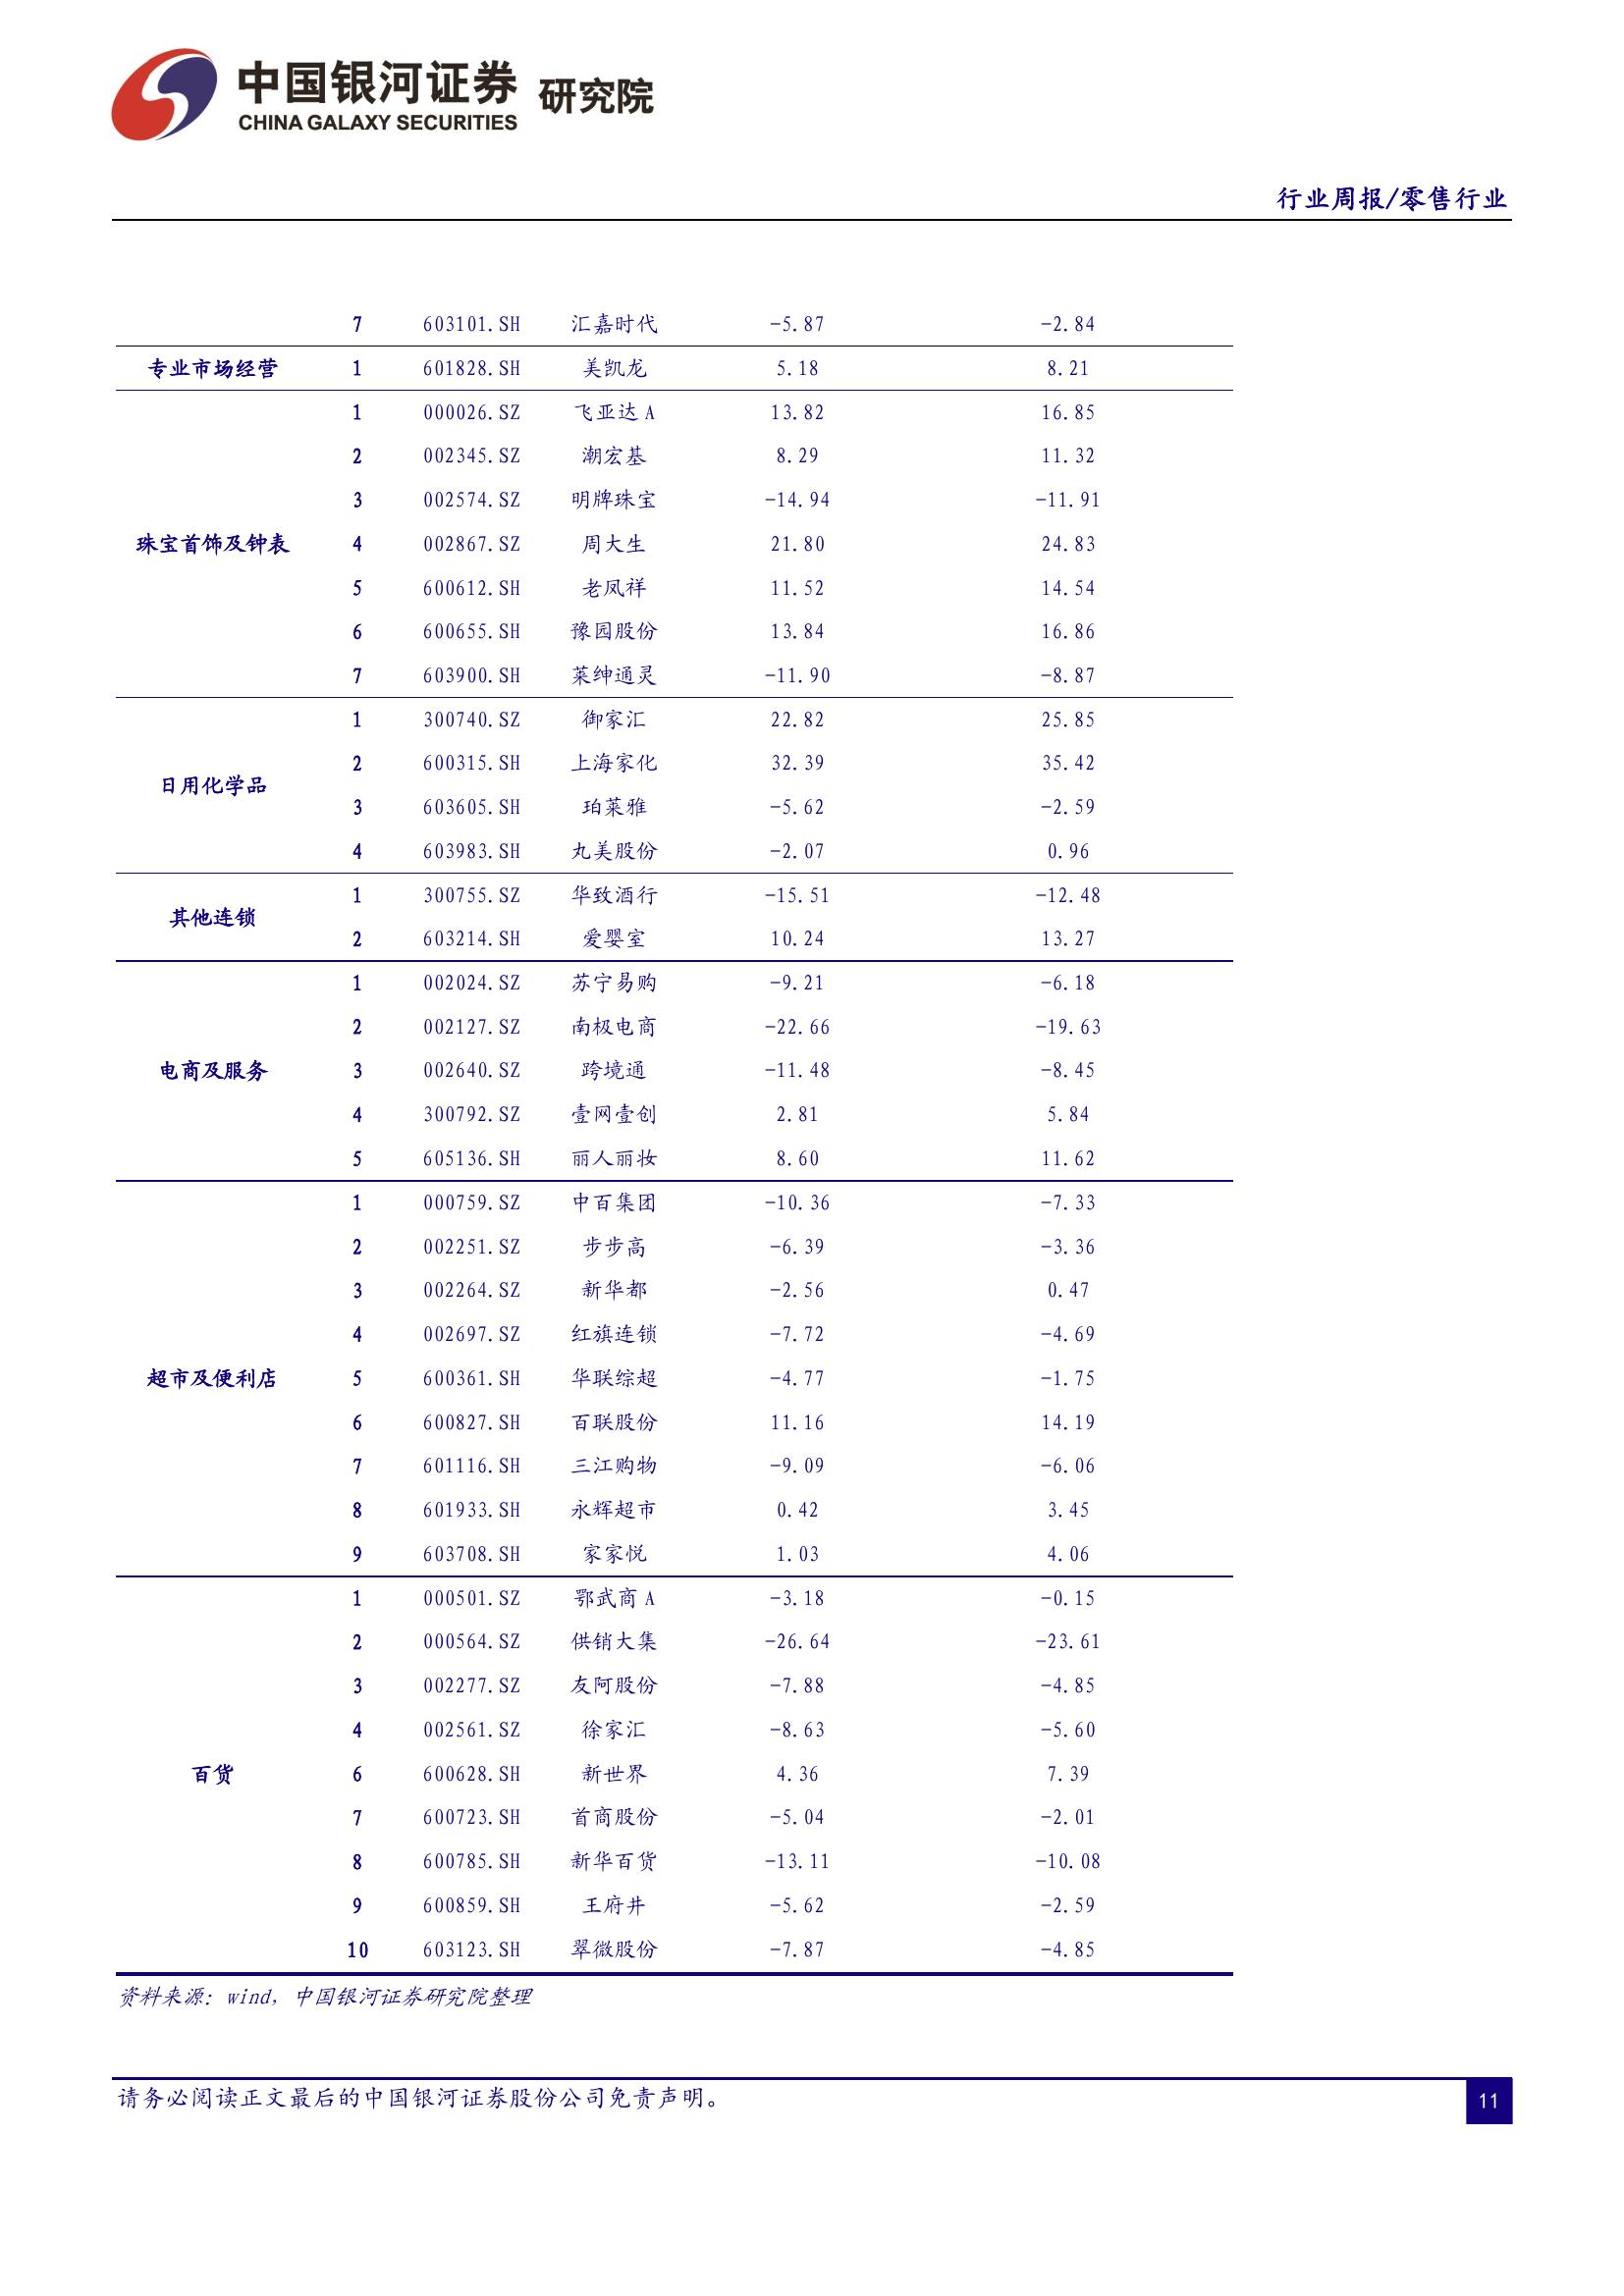 中国银河证券 研究院
CHINA GALAXY SECURITIES
行业周报/零售行业
7 603101.SH 汇嘉时代 -5.87 -2.84
专业市场经营 1 601828.SH 美凯龙 5.18 8.21
1 000026.SZ 飞亚达 A 13.82 16.85
2 002345.SZ 潮宏基 8.29 11.32
3 002574.SZ 明牌珠宝 -14.94 -11.91
珠宝首饰及钟表 4 002867.SZ 周大生 21.80 24.83
5 600612.SH 老凤祥 11.52 14.54
6 600655.SH 豫园股份 13.84 16.86
7 603900.SH 莱绅通灵 -11.90 -8.87
1 300740.SZ 御家汇 22.82 25.85
2 600315.SH 上海家化 32.39 35.42
日用化学品
3 603605.SH 珀莱雅 -5.62 -2.59
4 603983.SH 丸美股份 -2.07 0.96
1 300755.SZ 华致酒行 -15.51 -12.48
其他连锁
2 603214.SH 爱婴室 10.24 13.27
1 002024.SZ 苏宁易购 -9.21 -6.18
2 002127.SZ 南极电商 -22.66 -19.63
电商及服务 3 002640.SZ 跨境通 -11.48 -8.45
4 300792.SZ 壹网壹创 2.81 5.84
5 605136.SH 丽人丽妆 8.60 11.62
1 000759.SZ 中百集团 -10.36 -7.33
2 002251.SZ 步步高 -6.39 -3.36
3 002264.SZ 新华都 -2.56 0.47
4 002697.SZ 红旗连锁 -7.72 -4.69
超市及便利店 5 600361.SH 华联综超 -4.77 -1.75
6 600827.SH 百联股份 11.16 14.19
7 601116.SH 三江购物 -9.09 -6.06
8 601933.SH 永辉超市 0.42 3.45
9 603708.SH 家家悦 1.03 4.06
1 000501.SZ 鄂武商 A -3.18 -0.15
2 000564.SZ 供销大集 -26.64 -23.61
3 002277.SZ 友阿股份 -7.88 -4.85
4 002561.SZ 徐家汇 -8.63 -5.60
百货 6 600628.SH 新世界 4.36 7.39
7 600723.SH 首商股份 -5.04 -2.01
8 600785.SH 新华百货 -13.11 -10.08
9 600859.SH 王府井 -5.62 -2.59
10 603123.SH 翠微股份 -7.87 -4.85
资料来源：wind，中国银河证券研究院整理
请务必阅读正文最后的中国银河证券股份公司免责声明。
11